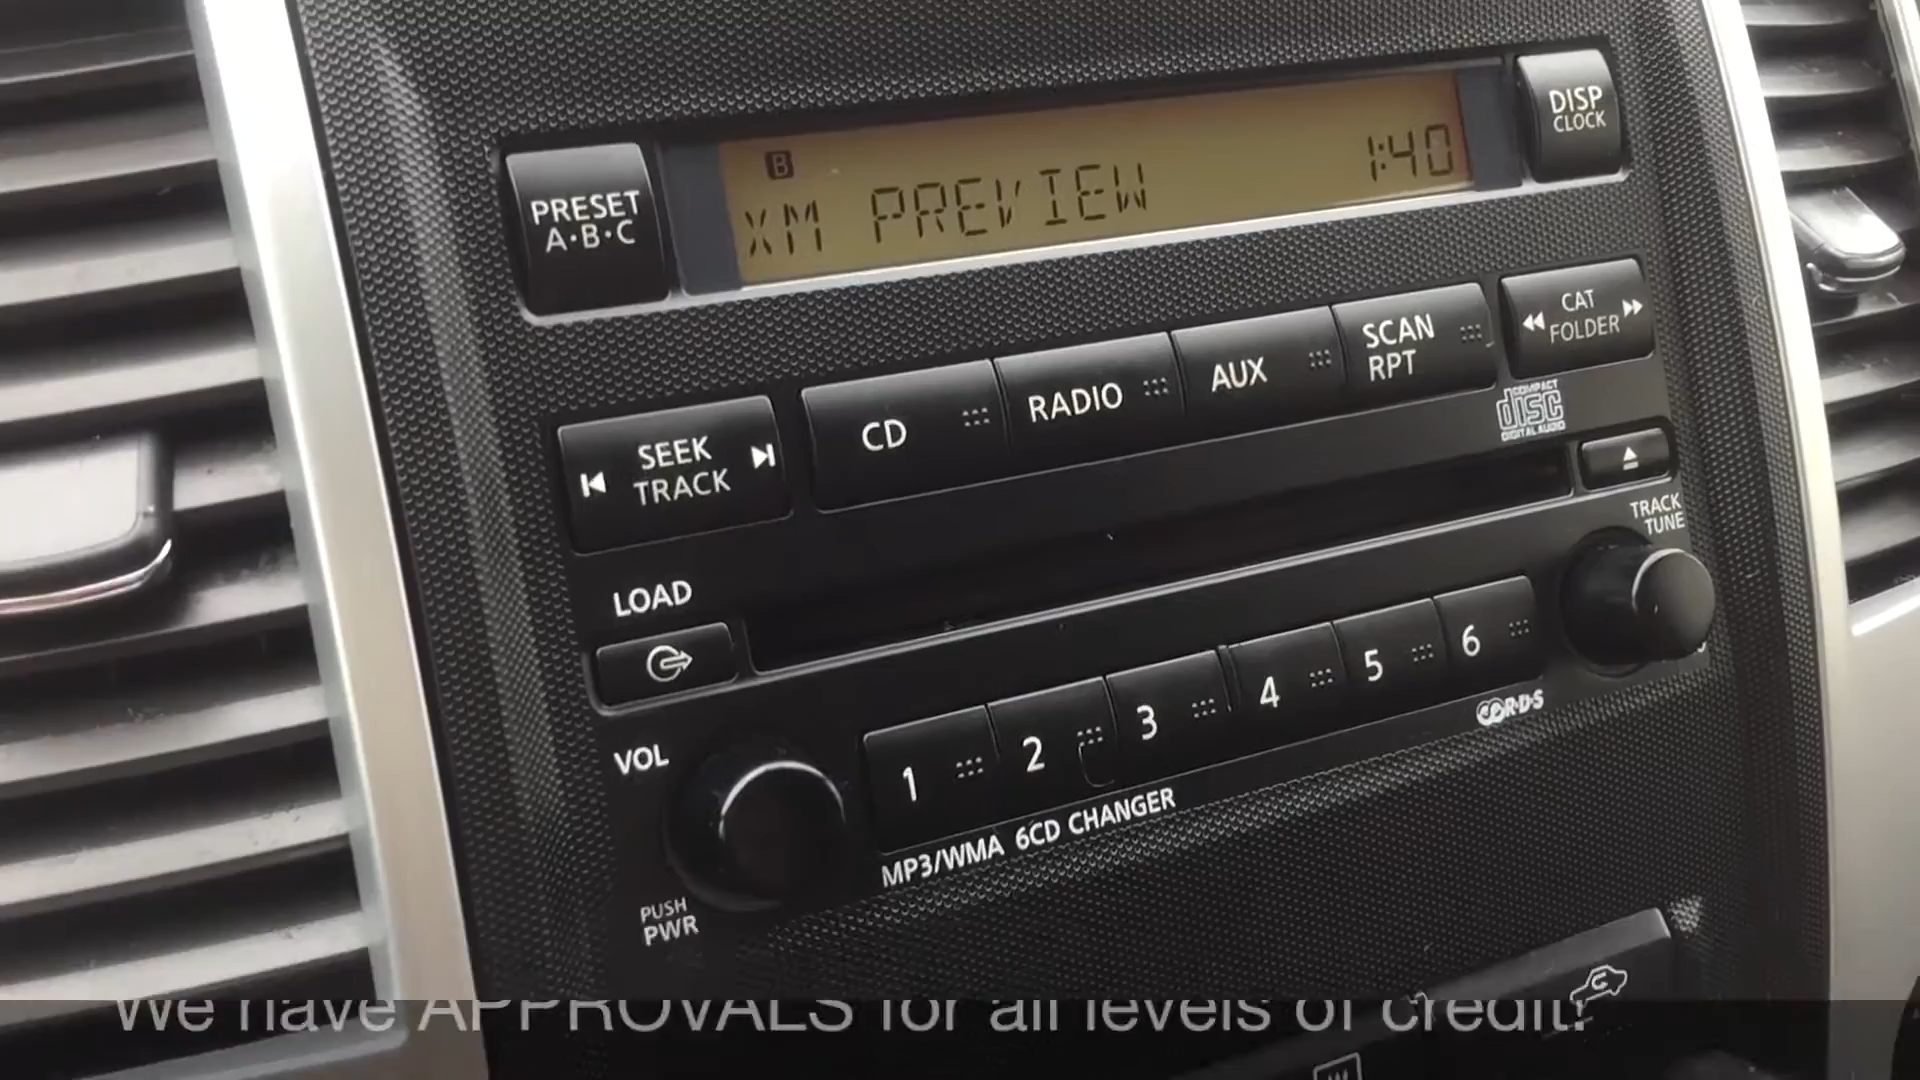 PRESET
A·B·C
B
XM PREVIEW
1:40
DISP
CLOCK
SEEK
TRACK
CD
RADIO
AUX
SCAN
RPT
CAT
FOLDER
COMPACT
disc
DIGITAL AUDIO
TRACK
TUNE
LOAD
VOL
1
2
3
4
5
6
R·D·S
MP3/WMA 6CD CHANGER
PUSH
PWR
We have APPROVALS for all levels of credit!